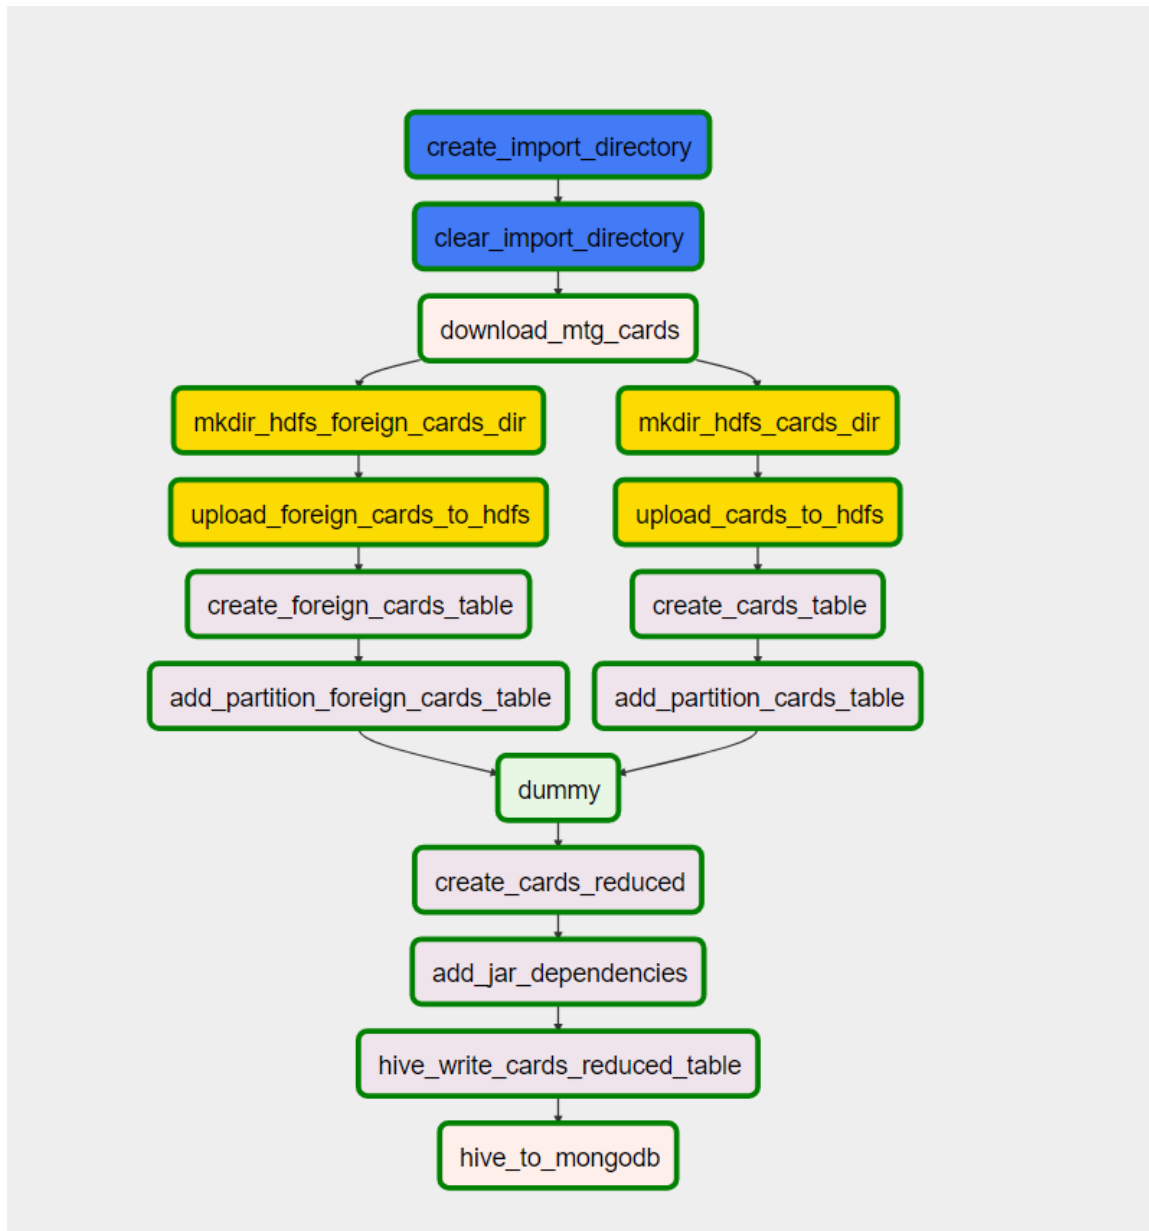 create_import_directory
clear_import_directory
download_mtg_cards
mkdir_hdfs_foreign_cards_dir
mkdir_hdfs_cards_dir
upload_foreign_cards_to_hdfs
upload_cards_to_hdfs
create_foreign_cards_table
create_cards_table
add_partition_foreign_cards_table
add_partition_cards_table
dummy
create_cards_reduced
add_jar_dependencies
hive_write_cards_reduced_table
hive_to_mongodb